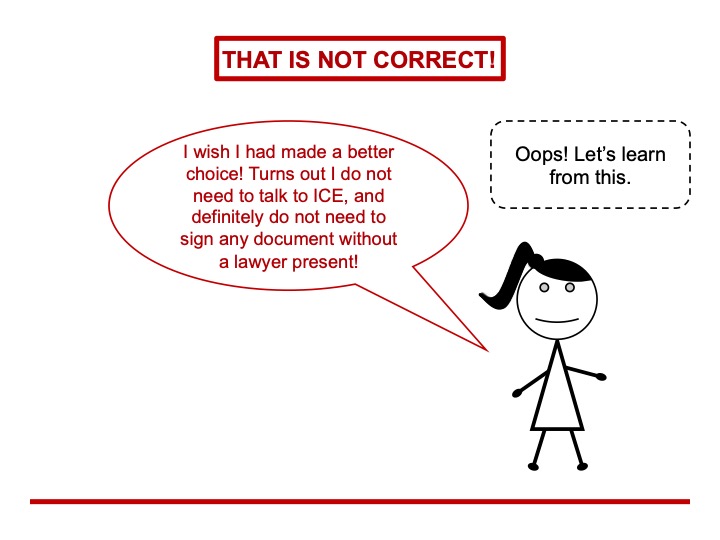 THAT IS NOT CORRECT!
I wish I had made a better
choice! Turns out I do not
need to talk to ICE, and
definitely do not need to
sign any document without
a lawyer present!
Oops! Let’s learn
from this.